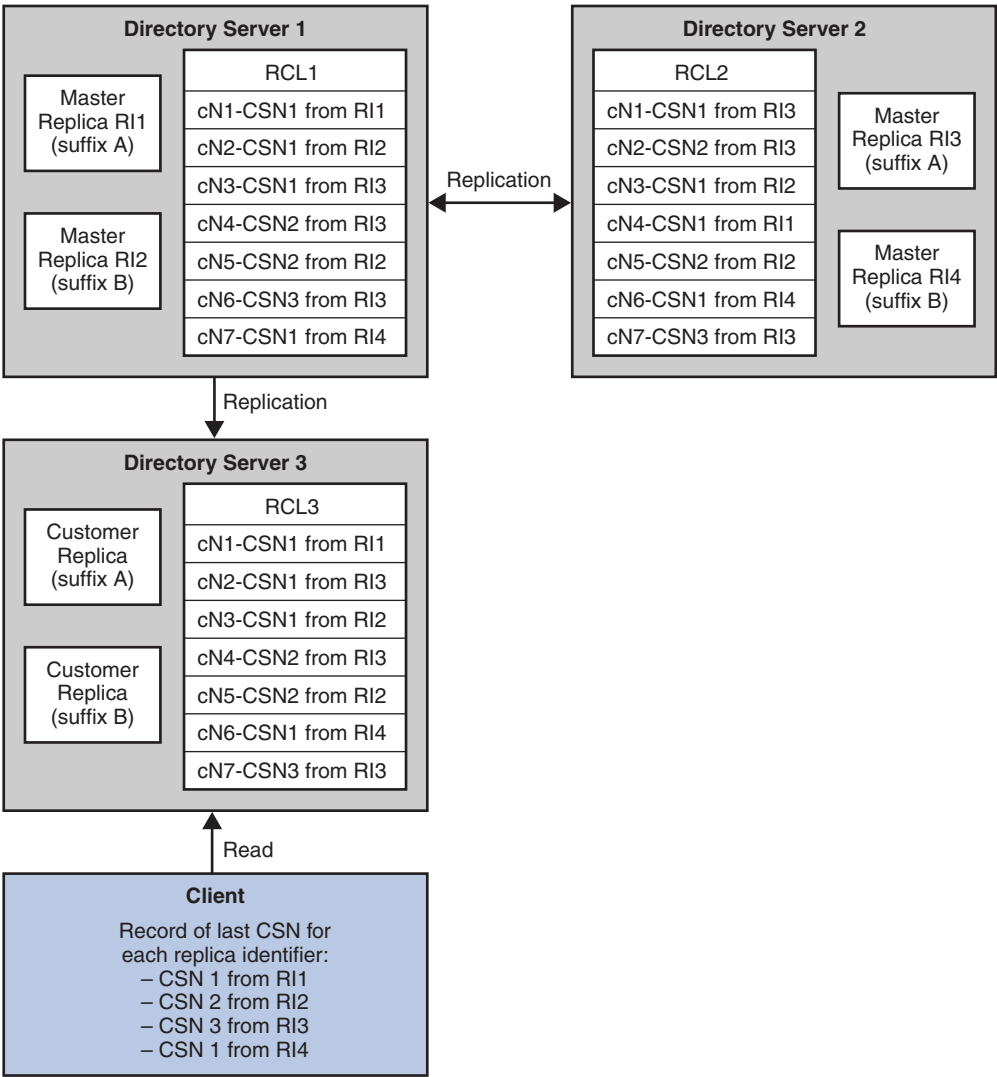 Directory Server 1
Master
Replica RI1
(suffix A)
Master
Replica RI2
(suffix B)
RCL1
cN1-CSN1 from RI1
cN2-CSN1 from RI2
cN3-CSN1 from RI3
cN4-CSN2 from RI3
cN5-CSN2 from RI2
cN6-CSN3 from RI3
cN7-CSN1 from RI4
Replication
Directory Server 2
RCL2
cN1-CSN1 from RI3
cN2-CSN2 from RI3
cN3-CSN1 from RI2
cN4-CSN1 from RI1
cN5-CSN2 from RI2
cN6-CSN1 from RI4
cN7-CSN3 from RI3
Master
Replica RI3
(suffix A)
Master
Replica RI4
(suffix B)
Replication
Directory Server 3
Customer
Replica
(suffix A)
Customer
Replica
(suffix B)
RCL3
cN1-CSN1 from RI1
cN2-CSN1 from RI3
cN3-CSN1 from RI2
cN4-CSN2 from RI3
cN5-CSN2 from RI2
cN6-CSN1 from RI4
cN7-CSN3 from RI3
Read
Client
Record of last CSN for
each replica identifier:
– CSN 1 from RI1
– CSN 2 from RI2
– CSN 3 from RI3
– CSN 1 from RI4